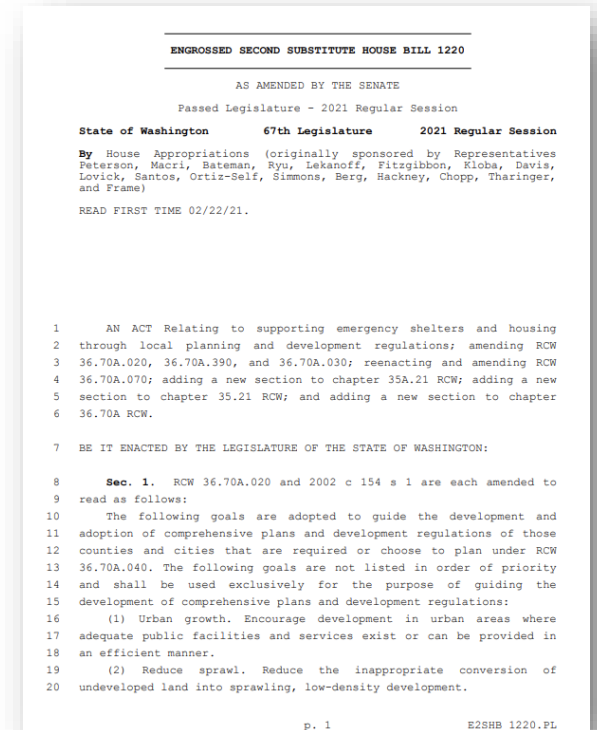 ENGROSSED SECOND SUBSTITUTE HOUSE BILL 1220
AS AMENDED BY THE SENATE
Passed Legislature - 2021 Regular Session
State of Washington 67th Legislature 2021 Regular Session
By House Appropriations (originally sponsored by Representatives
Peterson, Macri, Bateman, Ryu, Lekanoff, Fitzgibbon, Kloba, Davis,
Lovick, Santos, Ortiz-Self, Simmons, Berg, Hackney, Chopp, Tharinger,
and Frame)
READ FIRST TIME 02/22/21.
1 AN ACT Relating to supporting emergency shelters and housing
2 through local planning and development regulations; amending RCW
3 36.70A.020, 36.70A.390, and 36.70A.030; reenacting and amending RCW
4 36.70A.070; adding a new section to chapter 35A.21 RCW; adding a new
5 section to chapter 35.21 RCW; and adding a new section to chapter
6 36.70A RCW.
7 BE IT ENACTED BY THE LEGISLATURE OF THE STATE OF WASHINGTON:
8 Sec. 1. RCW 36.70A.020 and 2002 c 154 s 1 are each amended to
9 read as follows:
10 The following goals are adopted to guide the development and
11 adoption of comprehensive plans and development regulations of those
12 counties and cities that are required or choose to plan under RCW
13 36.70A.040. The following goals are not listed in order of priority
14 and shall be used exclusively for the purpose of guiding the
15 development of comprehensive plans and development regulations:
16 (1) Urban growth. Encourage development in urban areas where
17 adequate public facilities and services exist or can be provided in
18 an efficient manner.
19 (2) Reduce sprawl. Reduce the inappropriate conversion of
20 undeveloped land into sprawling, low-density development.
p. 1 E2SHB 1220.PL